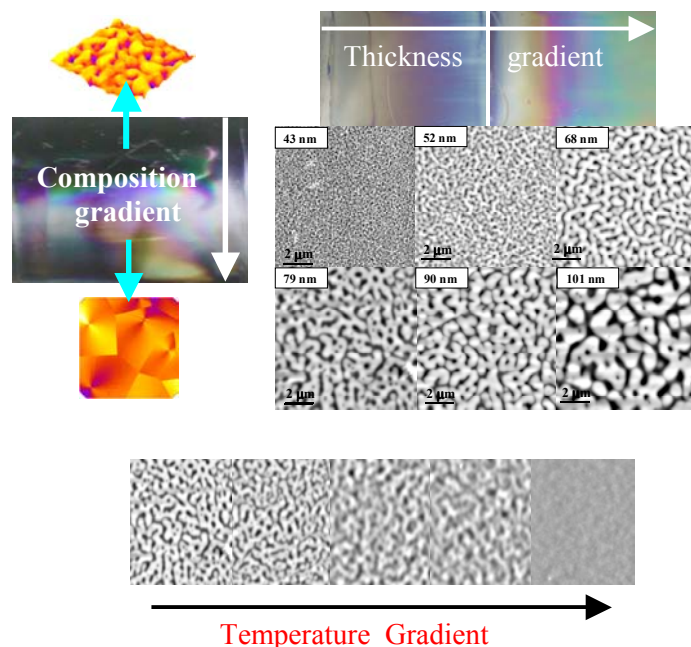 Thickness gradient
Composition
gradient
43 nm
52 nm
68 nm
2 μm
2 μm
2 μm
79 nm
90 nm
101 nm
2 μm
2 μm
2 μm
Temperature Gradient